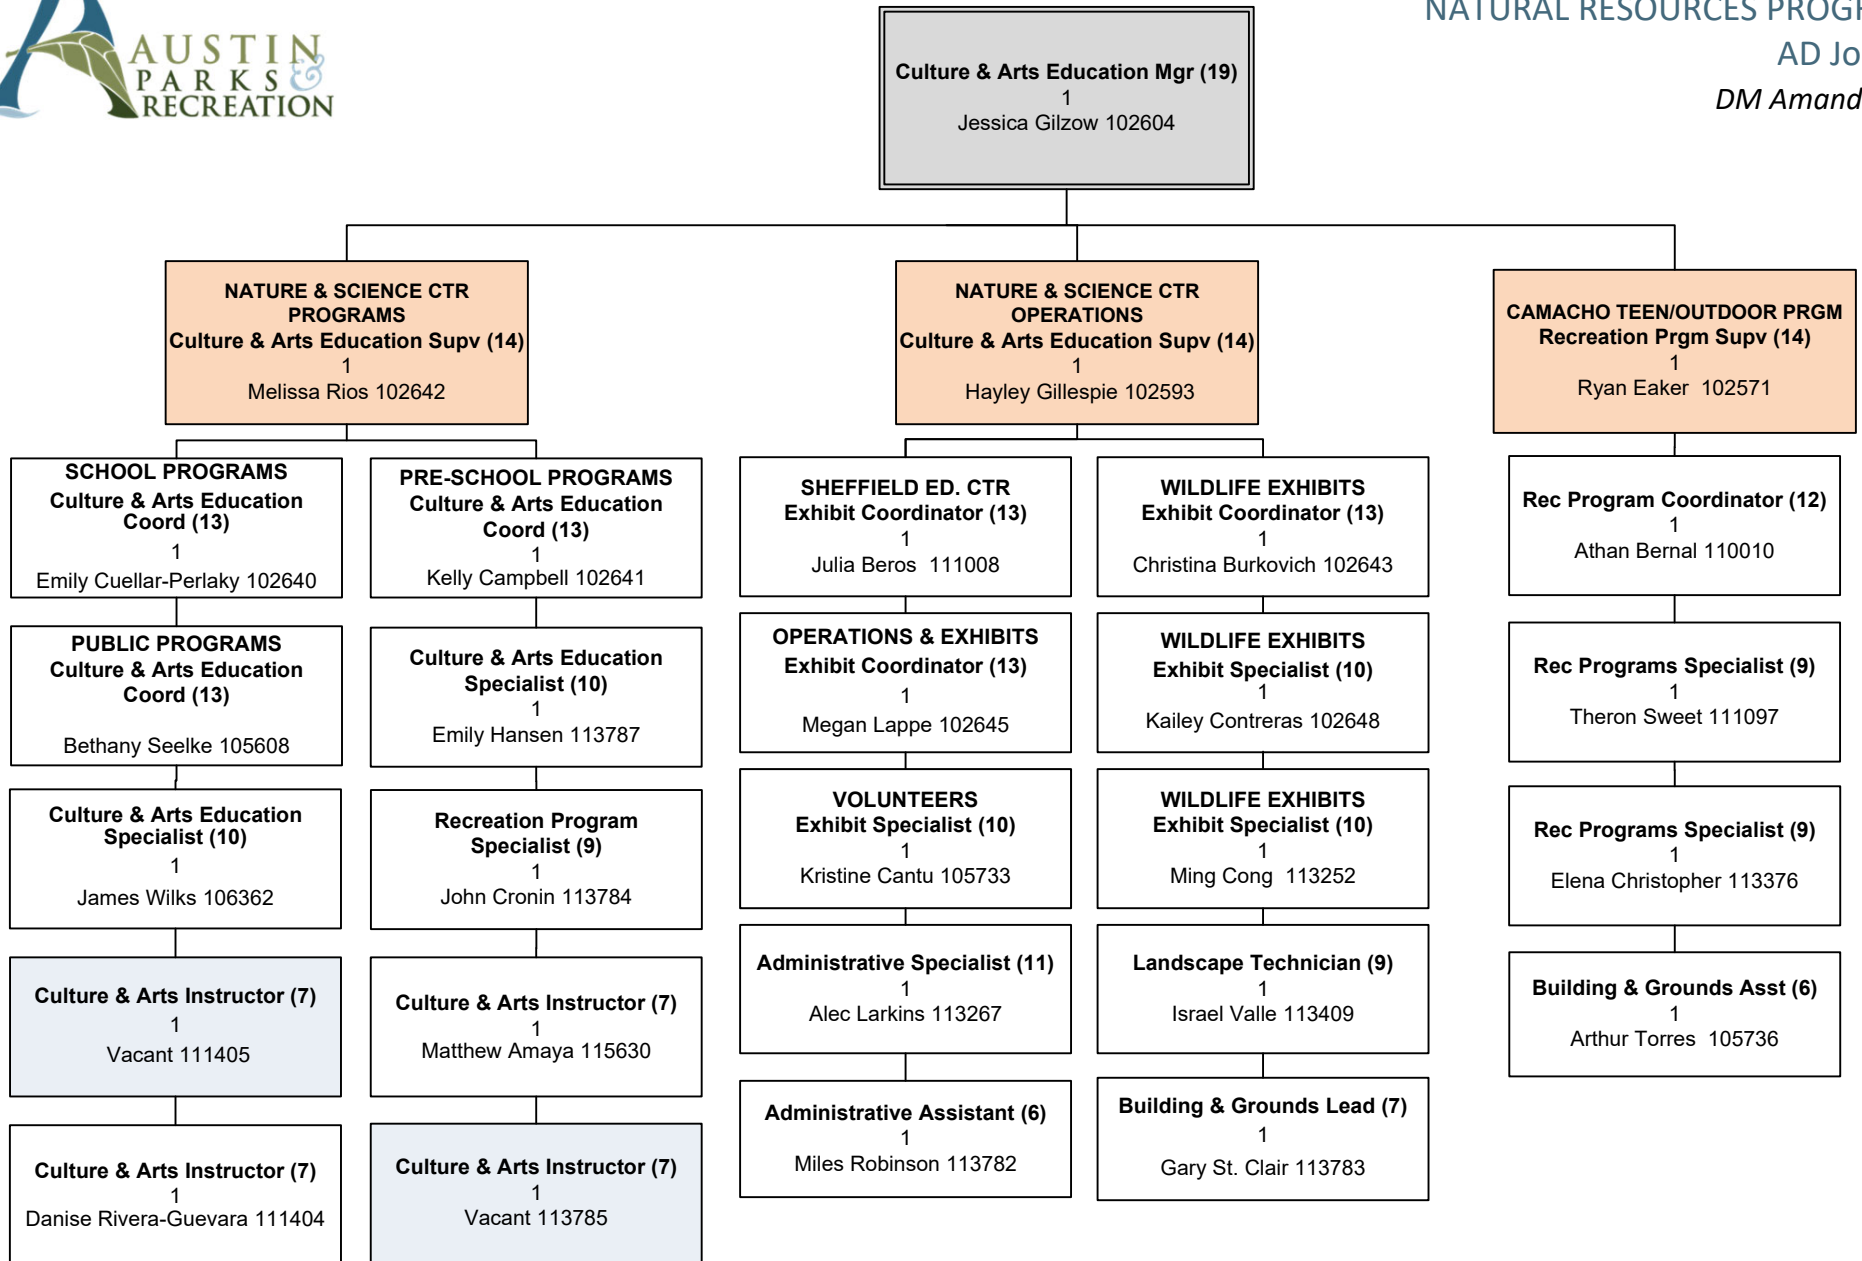 AUSTIN
PARKS &
RECREATION
NATURAL RESOURCES
AD
DM
Culture & Arts Education Mgr (19)
1
Jessica Gilzow 102604
NATURE & SCIENCE CTR
PROGRAMS
Culture & Arts Education Supv (14)
1
Melissa Rios 102642
NATURE & SCIENCE CTR
OPERATIONS
Culture & Arts Education Supv (14)
1
Hayley Gillespie 102593
CAMACHO TEEN/OUTDOOR PRGM
Recreation Prgm Supv (14)
1
Ryan Eaker 102571
SCHOOL PROGRAMS
Culture & Arts Education
Coord (13)
1
Emily Cuellar-Perlaky 102640
PUBLIC PROGRAMS
Culture & Arts Education
Coord (13)
Bethany Seelke 105608
Culture & Arts Education
Specialist (10)
1
James Wilks 106362
Culture & Arts Instructor (7)
1
Vacant 111405
Culture & Arts Instructor (7)
1
Danise Rivera-Guevara 111404
PRE-SCHOOL PROGRAMS
Culture & Arts Education
Coord (13)
1
Kelly Campbell 102641
Culture & Arts Education
Specialist (10)
1
Emily Hansen 113787
Recreation Program
Specialist (9)
1
John Cronin 113784
Culture & Arts Instructor (7)
1
Matthew Amaya 115630
Culture & Arts Instructor (7)
1
Vacant 113785
SHEFFIELD ED. CTR
Exhibit Coordinator (13)
1
Julia Beros 111008
OPERATIONS & EXHIBITS
Exhibit Coordinator (13)
1
Megan Lappe 102645
VOLUNTEERS
Exhibit Specialist (10)
1
Kristine Cantu 105733
Administrative Specialist (11)
1
Alec Larkins 113267
Administrative Assistant (6)
1
Miles Robinson 113782
WILDLIFE EXHIBITS
Exhibit Coordinator (13)
1
Christina Burkovich 102643
WILDLIFE EXHIBITS
Exhibit Specialist (10)
1
Kailey Contreras 102648
WILDLIFE EXHIBITS
Exhibit Specialist (10)
1
Ming Cong 113252
Landscape Technician (9)
1
Israel Valle 113409
Building & Grounds Lead (7)
1
Gary St. Clair 113783
Rec Program Coordinator (12)
1
Athan Bernal 110010
Rec Programs Specialist (9)
1
Theron Sweet 111097
Rec Programs Specialist (9)
1
Elena Christopher 113376
Building & Grounds Asst (6)
1
Arthur Torres 105736